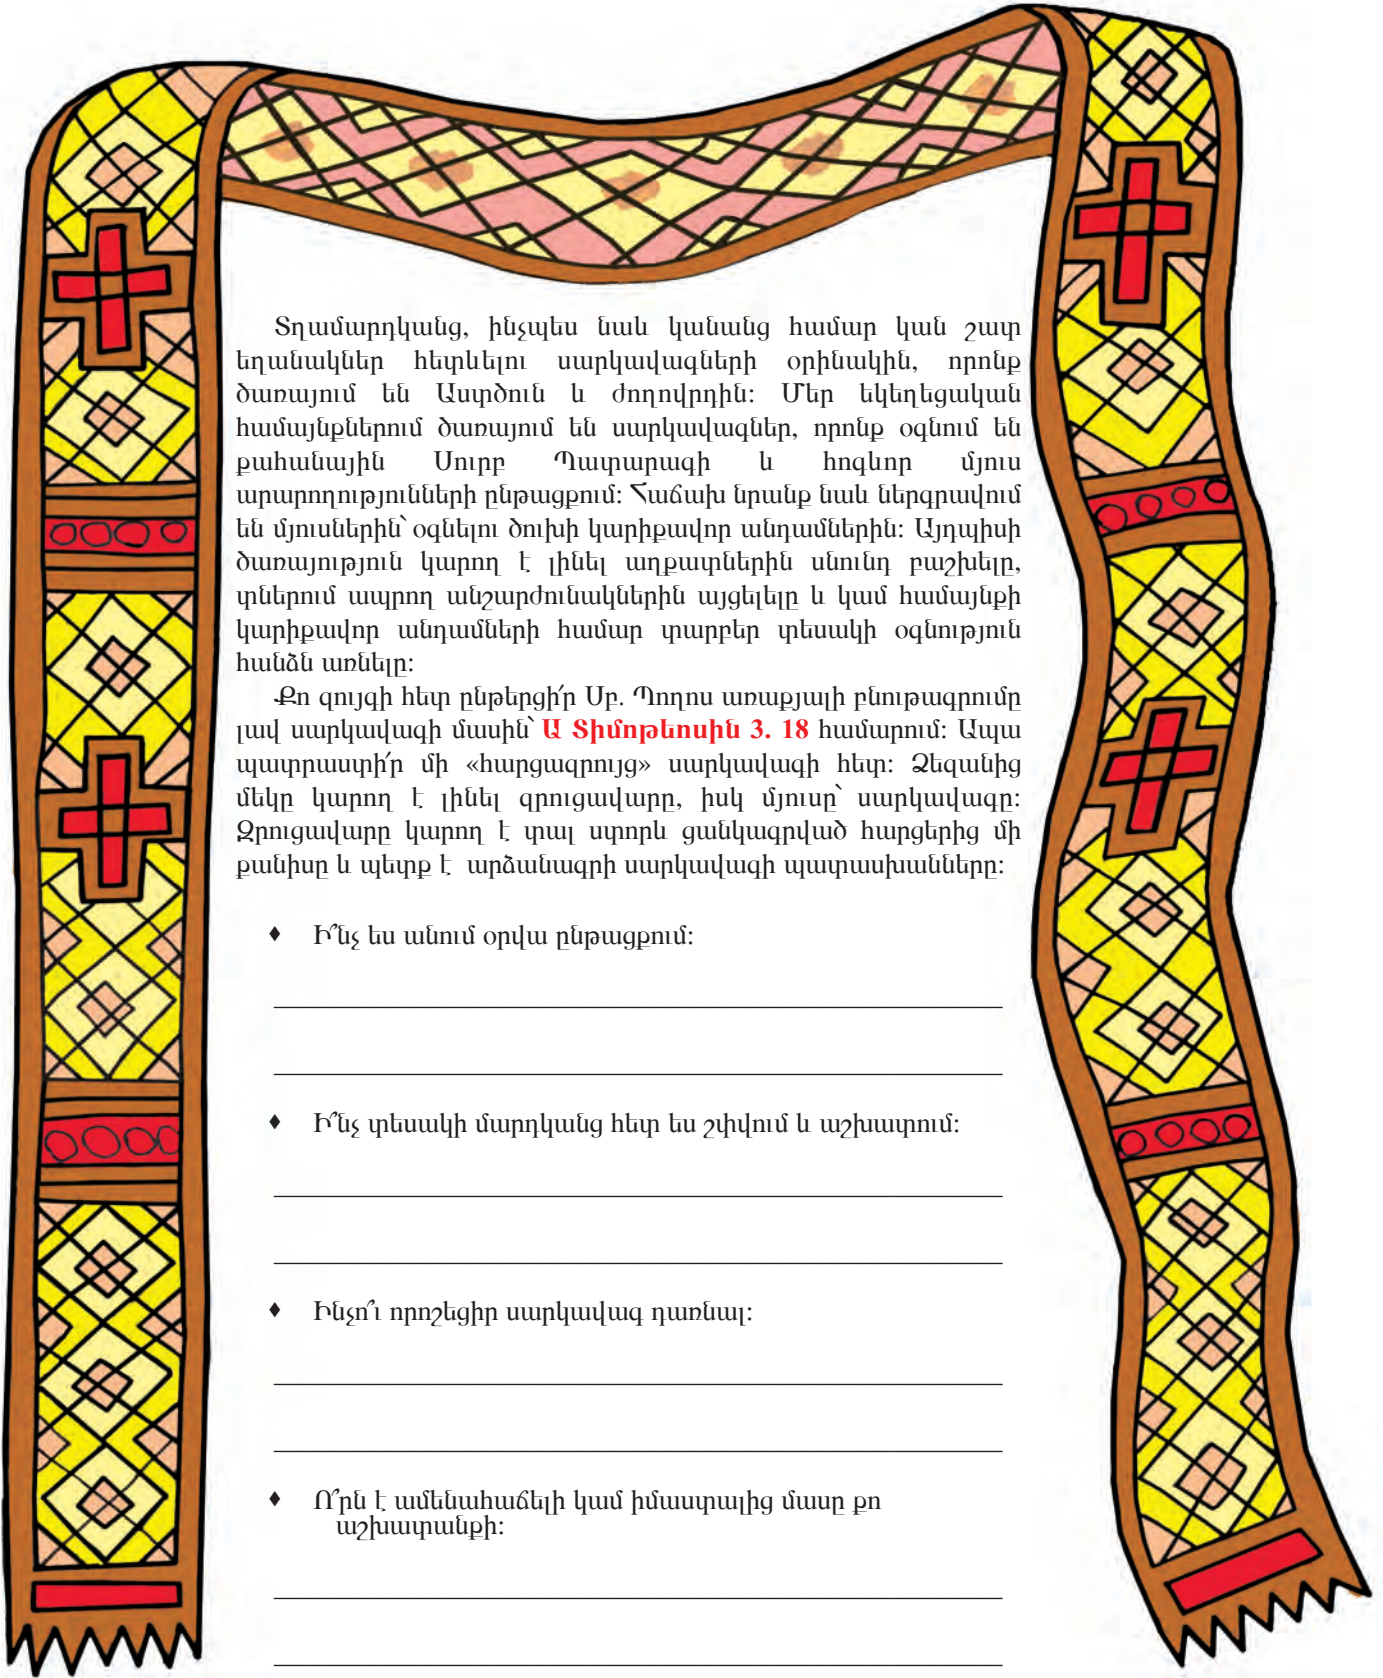 Տղամարդկանց, ինչպես նաև կանանց համար կան շատ
եղանակներ հետևելու սարկավագների օրինակին, որոնք
ծառայում են Աստծուն և ժողովրդին: Մեր եկեղեցական
համայնքներում ծառայում են սարկավագներ, որոնք օգնում են
քահանային Սուրբ Պատարագի և հոգևոր մյուս
արարողությունների ընթացքում: Հաճախ նրանք նաև ներգրավում
են մյուսներին՝ օգնելու ծուխի կարիքավոր անդամներին: Այդպիսի
ծառայություն կարող է լինել աղքատներին սնունդ բաշխելը,
տներում ապրող անշարժունակներին այցելելը և կամ համայնքի
կարիքավոր անդամների համար տարբեր տեսակի օգնություն
հանձն առնելը:
Քո զույգի հետ ընթերցի՛ր Սբ. Պողոս առաքյալի բնութագրումը
լավ սարկավագի մասին՝ Ա Տիմոթեոսին 3. 18 համարում: Ապա
պատրաստի՛ր մի «հարցազրույց» սարկավագի հետ: Ձեզանից
մեկը կարող է լինել զրուցավարը, իսկ մյուսը՝ սարկավագը:
Զրուցավարը կարող է տալ ստորև ցանկագրված հարցերից մի
քանիսը և պետք է արձանագրի սարկավագի պատասխանները:
♦ Ի՞նչ ես անում օրվա ընթացքում:
♦ Ի՞նչ տեսակի մարդկանց հետ ես շփվում և աշխատում:
♦ Ինչո՞ւ որոշեցիր սարկավագ դառնալ:
♦ Ո՞րն է ամենահաճելի կամ իմաստալից մասը քո
աշխատանքի: